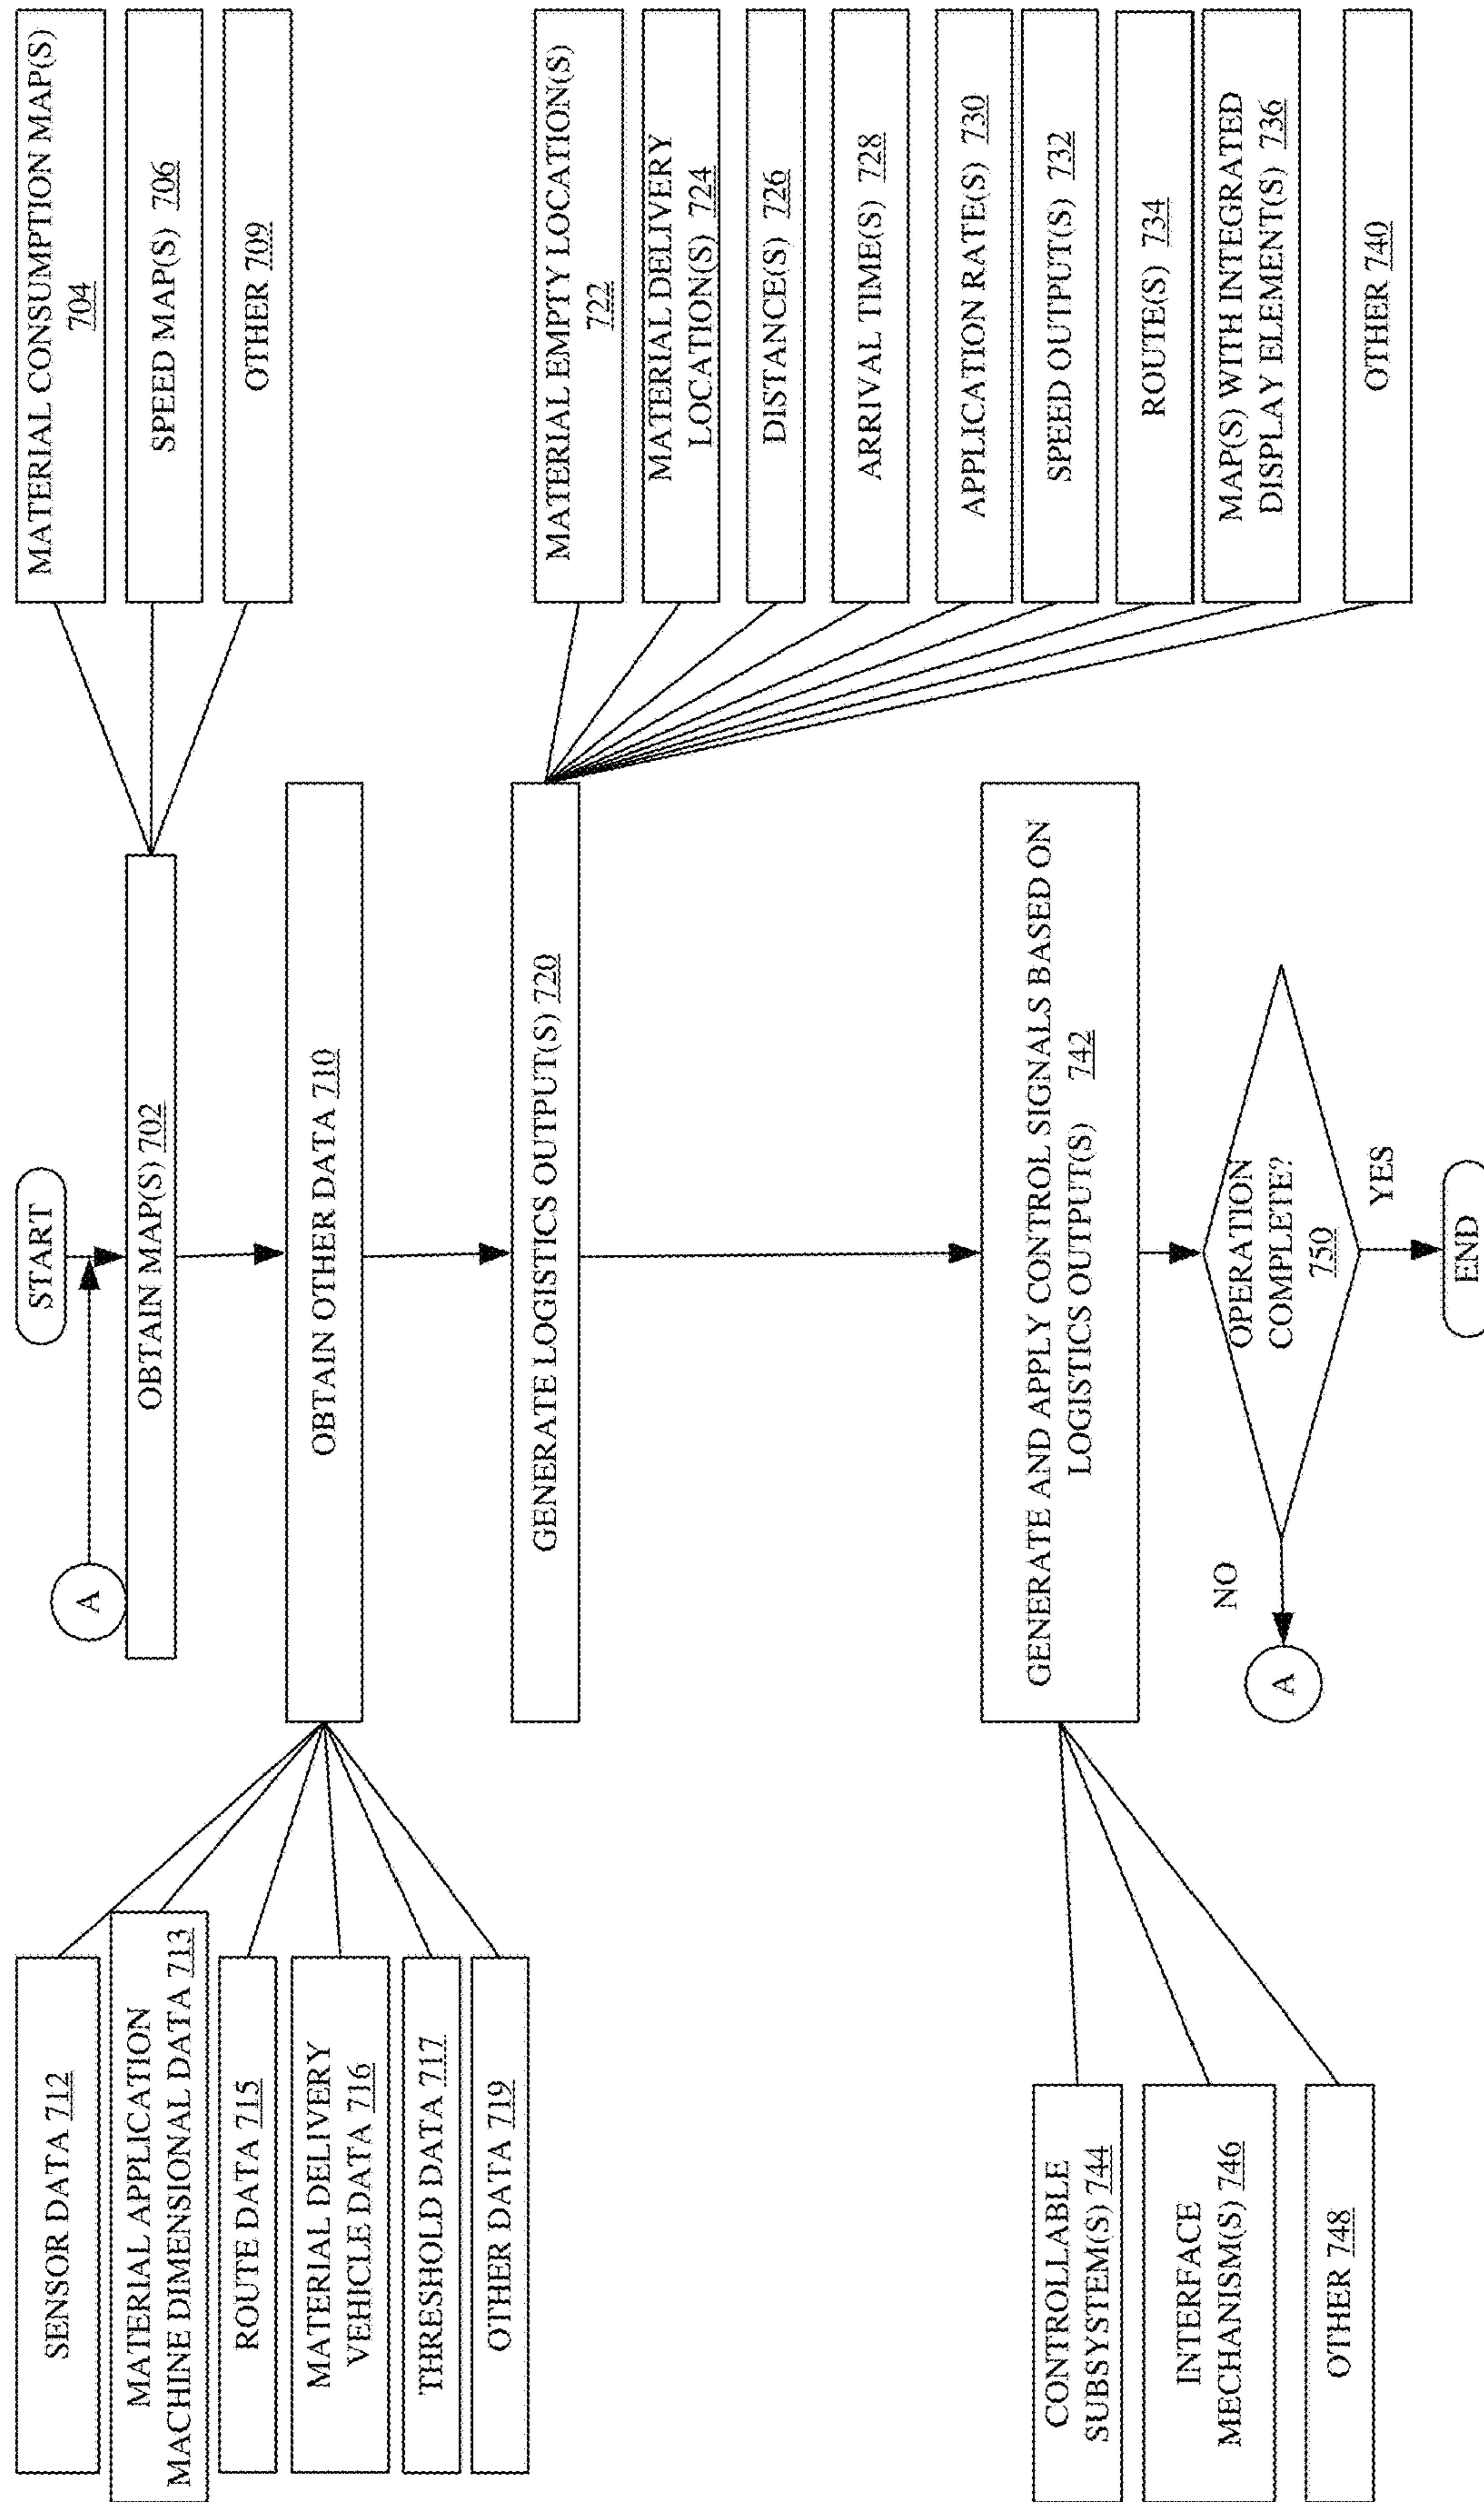 START
A
OBTAIN MAP(S) 702
MATERIAL CONSUMPTION MAP(S)
704
SPEED MAP(S) 706
OTHER 709
OBTAIN OTHER DATA 710
SENSOR DATA 712
MATERIAL APPLICATION
MACHINE DIMENSIONAL DATA 713
ROUTE DATA 715
MATERIAL DELIVERY
VEHICLE DATA 716
THRESHOLD DATA 717
OTHER DATA 719
GENERATE LOGISTICS OUTPUT(S) 720
MATERIAL EMPTY LOCATION(S)
722
MATERIAL DELIVERY
LOCATION(S) 724
DISTANCE(S) 726
ARRIVAL TIME(S) 728
APPLICATION RATE(S) 730
SPEED OUTPUT(S) 732
ROUTE(S) 734
MAP(S) WITH INTEGRATED
DISPLAY ELEMENT(S) 736
OTHER 740
GENERATE AND APPLY CONTROL SIGNALS BASED ON
LOGISTICS OUTPUT(S) 742
CONTROLLABLE
SUBSYSTEM(S) 744
INTERFACE
MECHANISM(S) 746
OTHER 748
OPERATION
COMPLETE?
750
NO
A
YES
END